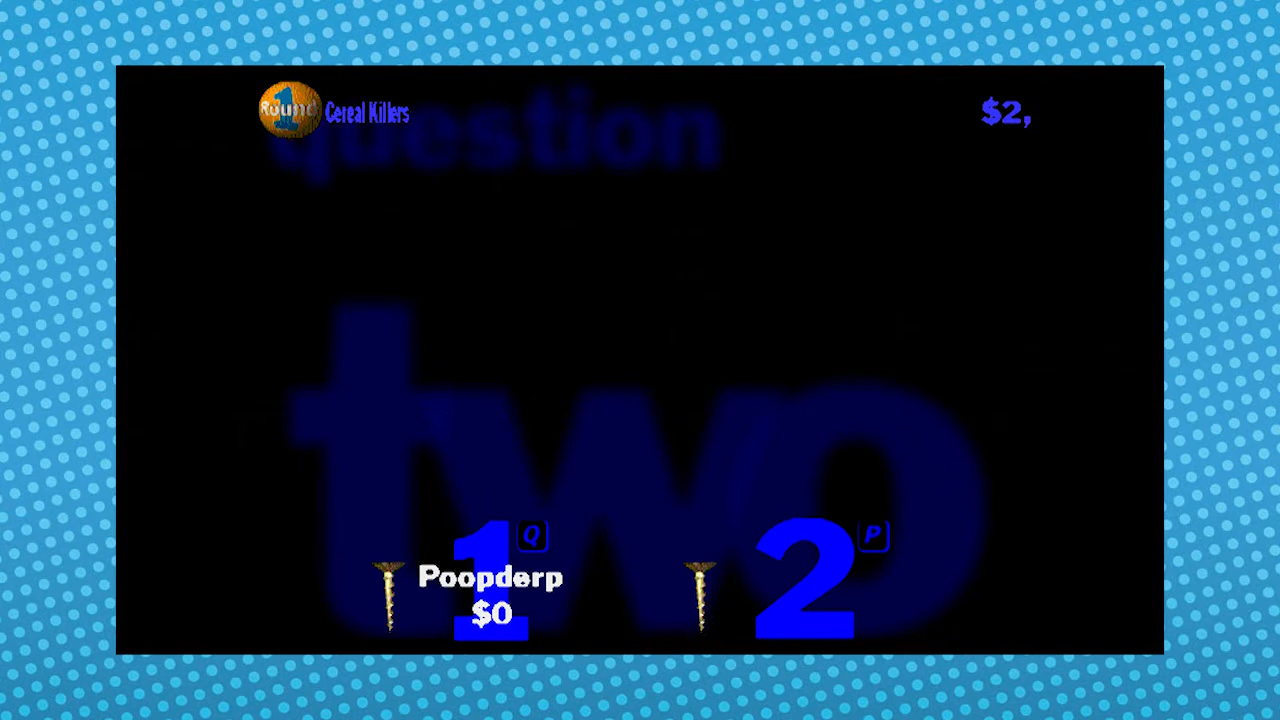 Round 1
Cereal Killers
$2,
question
two
1 Q
Poopderp
$0
2 P